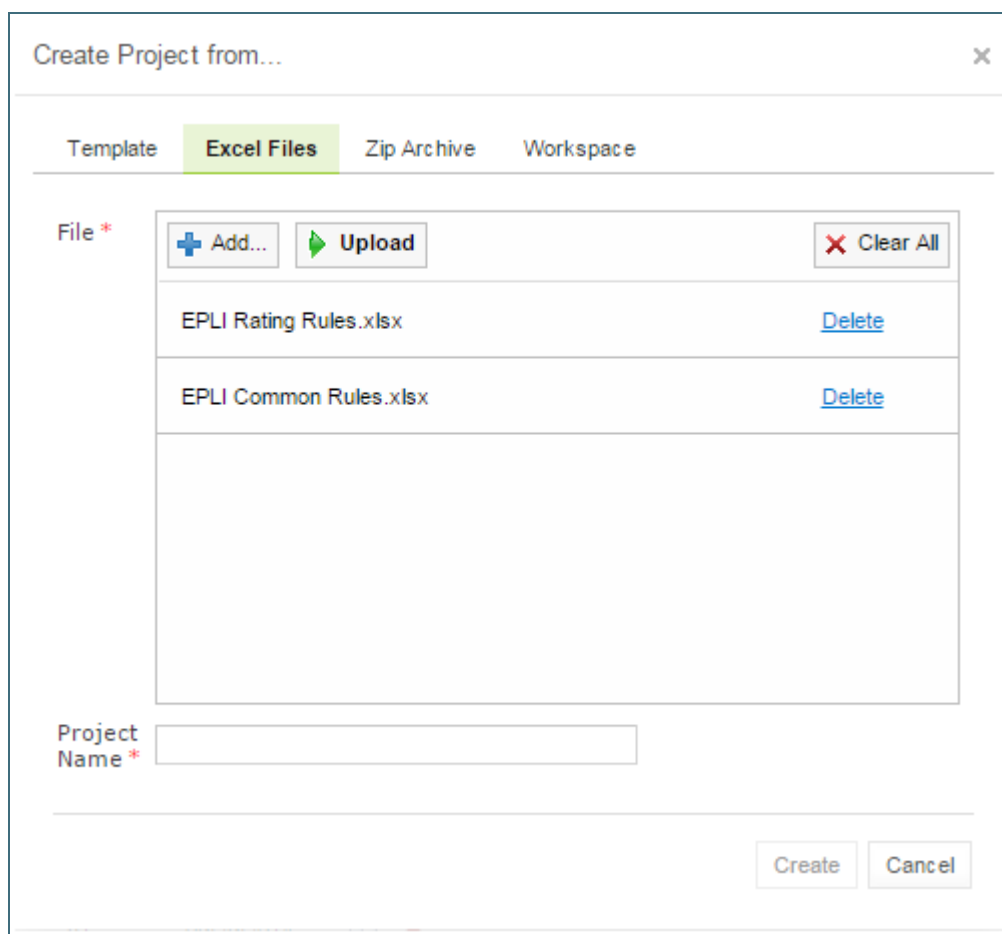 Create Project from...
Template Excel Files Zip Archive Workspace
File *
Add... Upload Clear All
EPLI Rating Rules.xlsx Delete
EPLI Common Rules.xlsx Delete
Project
Name *
Create Cancel